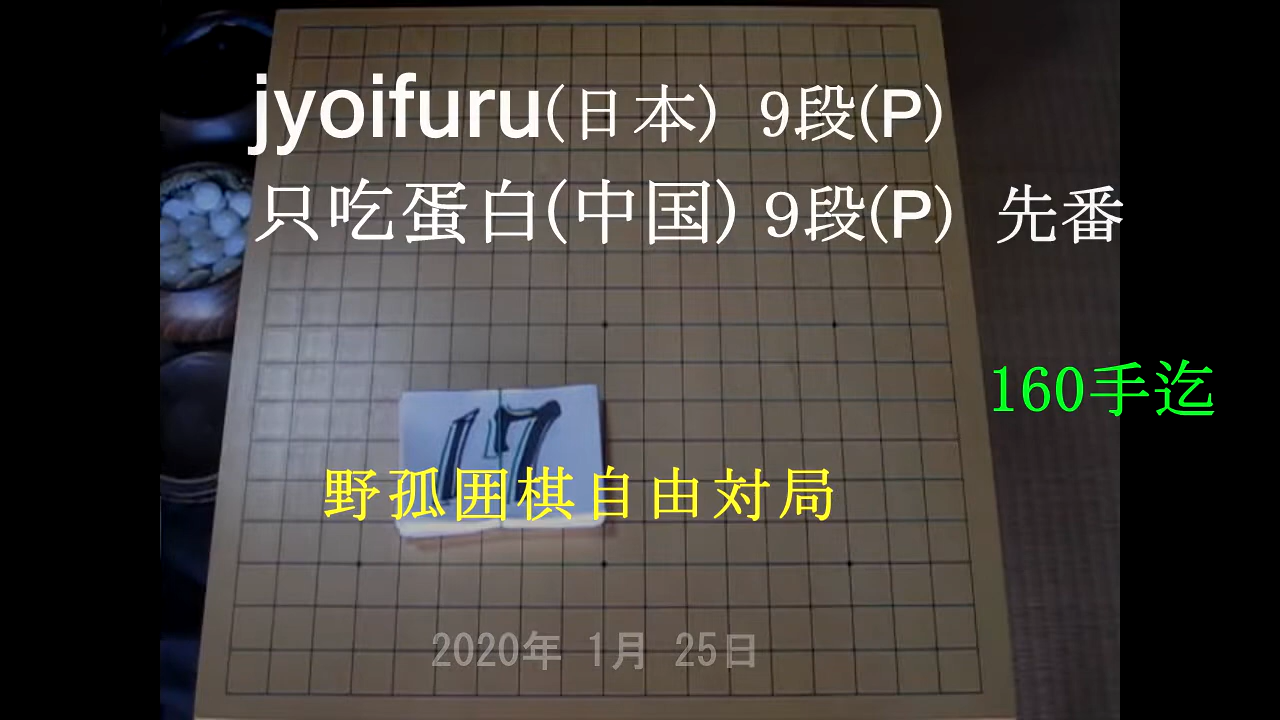 jyoifuru(日本) 9段(P)
只吃蛋白(中国) 9段(P) 先番
160手迄
17
野孤囲棋自由対局
2020年 1月 25日